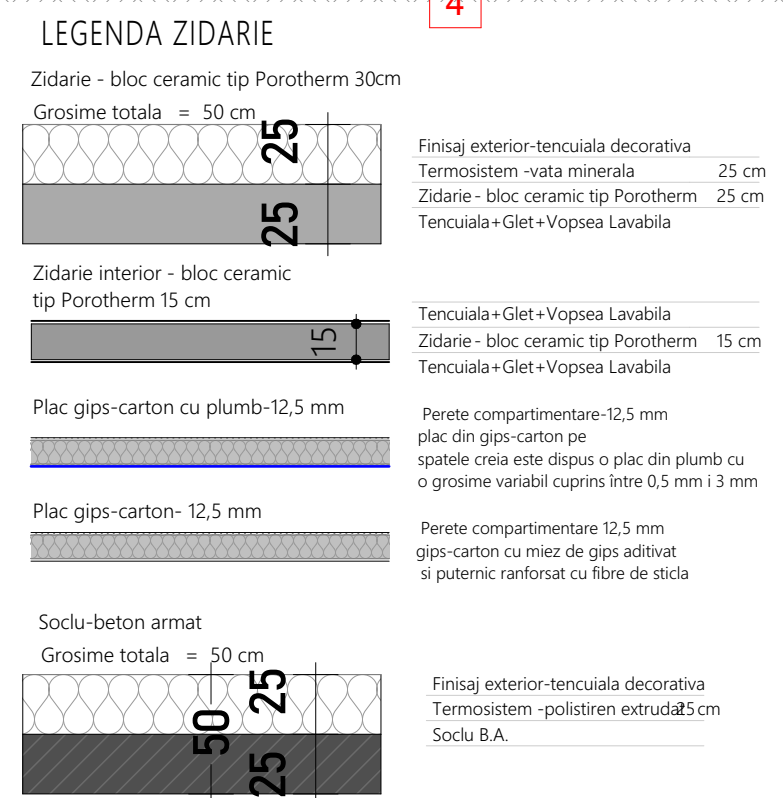 4
LEGENDA ZIDARIE
Zidarie - bloc ceramic tip Porotherm 30cm
Grosime totala = 50 cm
25
25
Finisaj exterior-tencuiala decorativa
Termosistem -vata minerala 25 cm
Zidarie - bloc ceramic tip Porotherm 25 cm
Tencuiala+Glet+Vopsea Lavabila
Zidarie interior - bloc ceramic
tip Porotherm 15 cm
15
Tencuiala+Glet+Vopsea Lavabila
Zidarie - bloc ceramic tip Porotherm 15 cm
Tencuiala+Glet+Vopsea Lavabila
Plac gips-carton cu plumb-12,5 mm
Perete compartimentare-12,5 mm
plac din gips-carton pe
spatele creia este dispus o plac din plumb cu
o grosime variabil cuprins între 0,5 mm i 3 mm
Plac gips-carton- 12,5 mm
Perete compartimentare 12,5 mm
gips-carton cu miez de gips aditivat
si puternic ranforsat cu fibre de sticla
Soclu-beton armat
Grosime totala = 50 cm
25
50
25
Finisaj exterior-tencuiala decorativa
Termosistem -polistiren extrudat 25 cm
Soclu B.A.